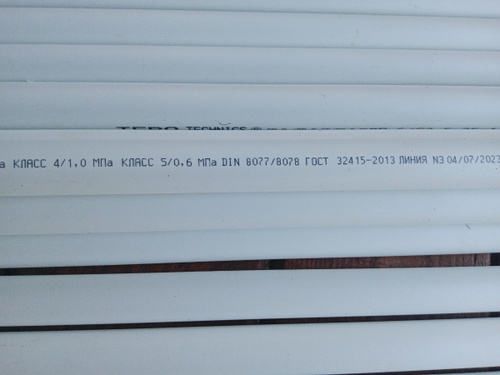 TECHNICS®
а КЛАСС 4/1.0 МПа КЛАСС 5/0.6 МПа DIN 8077/8078 ГОСТ 32415-2013 ЛИНИЯ N3 04/07/2023